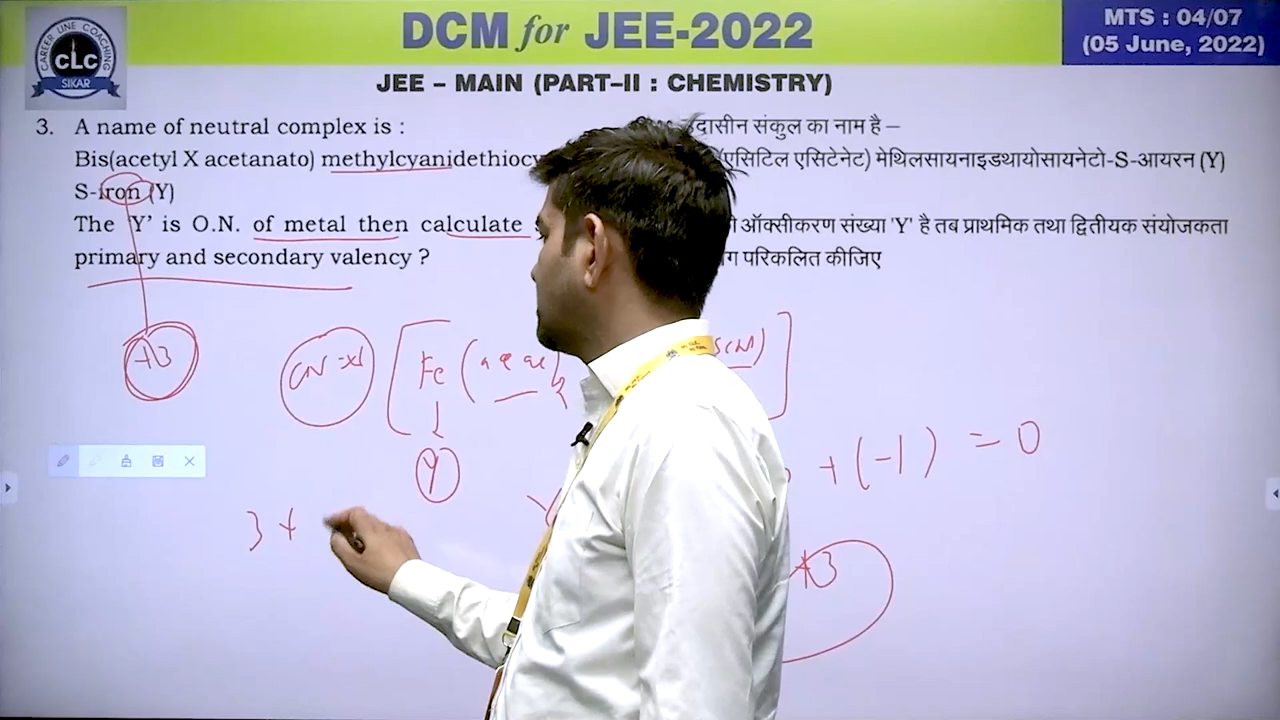 DCM for JEE-2022
MTS : 04/07
(05 June, 2022)
CAREER LINE COACHING
CLC
SIKAR
JEE – MAIN (PART–II : CHEMISTRY)
3. A name of neutral complex is :
Bis(acetyl X acetanato) methylcyanidethiocy
S-iron (Y)
The Y' is O.N. of metal then calculate
primary and secondary valency ?
उदासीन संकुल का नाम है –
(एसिटिल एसिटेनेट) मेथिलसायनाइडथायोसायनेटो-S-आयरन (Y)
ऑक्सीकरण संख्या 'Y' है तब प्राथमिक तथा द्वितीयक संयोजकता
परिकलित कीजिए
+3
[Fe (
SCN) ]
Y
+ (-1) = 0
3 +
+3